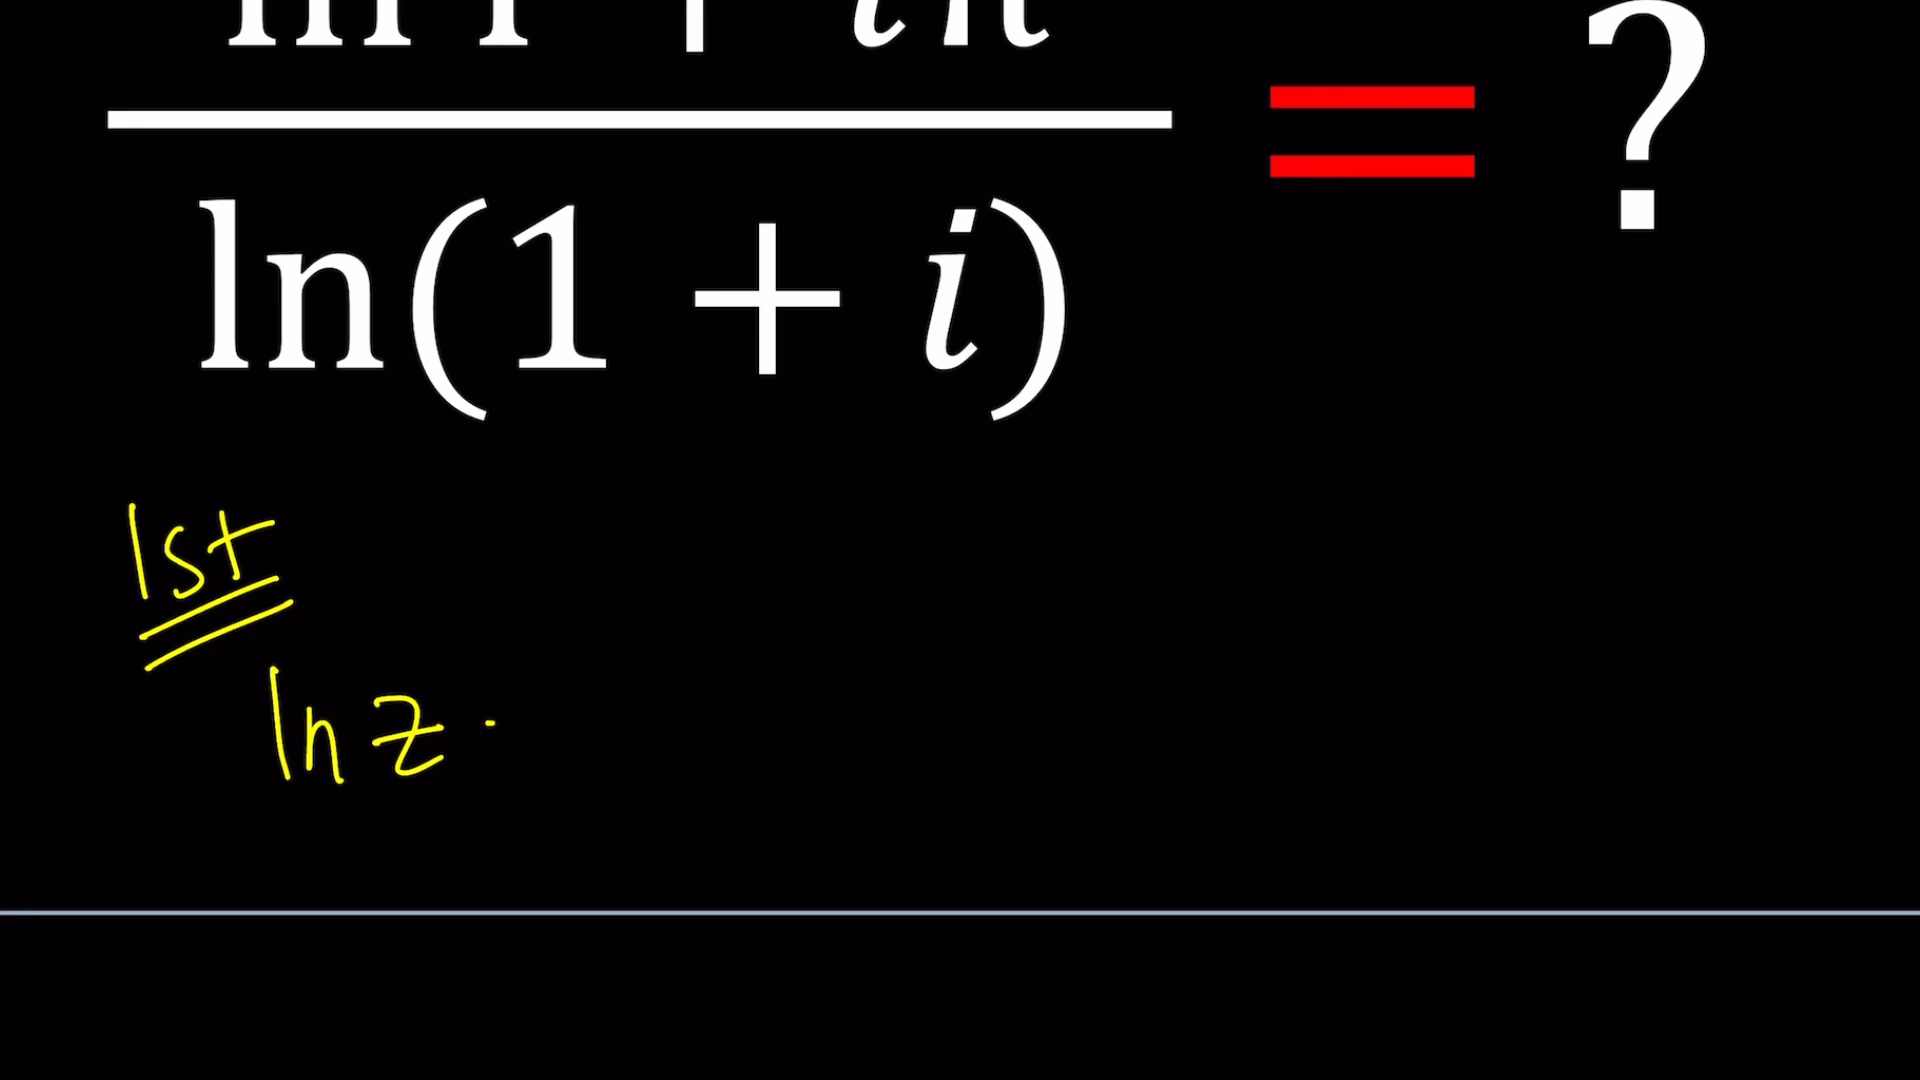 = ?
ln(1 + i)
1st
ln z